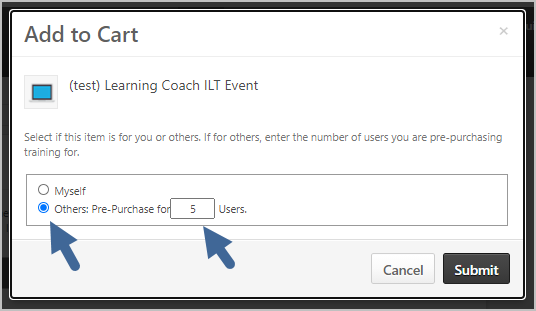 Add to Cart
×
(test) Learning Coach ILT Event
Select if this item is for you or others. If for others, enter the number of users you are pre-purchasing
training for.
Myself
Others: Pre-Purchase for 5 Users.
Cancel Submit